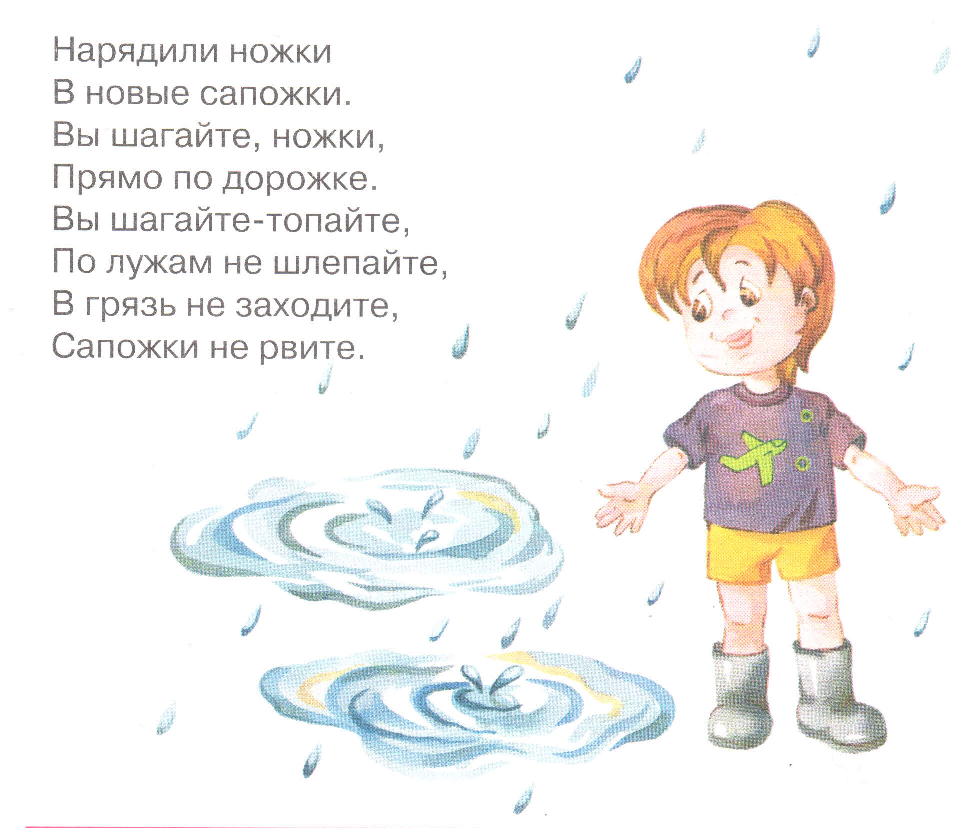 Нарядили ножки
В новые сапожки.
Вы шагайте, ножки,
Прямо по дорожке.
Вы шагайте-топайте,
По лужам не шлепайте,
В грязь не заходите,
Сапожки не рвите.